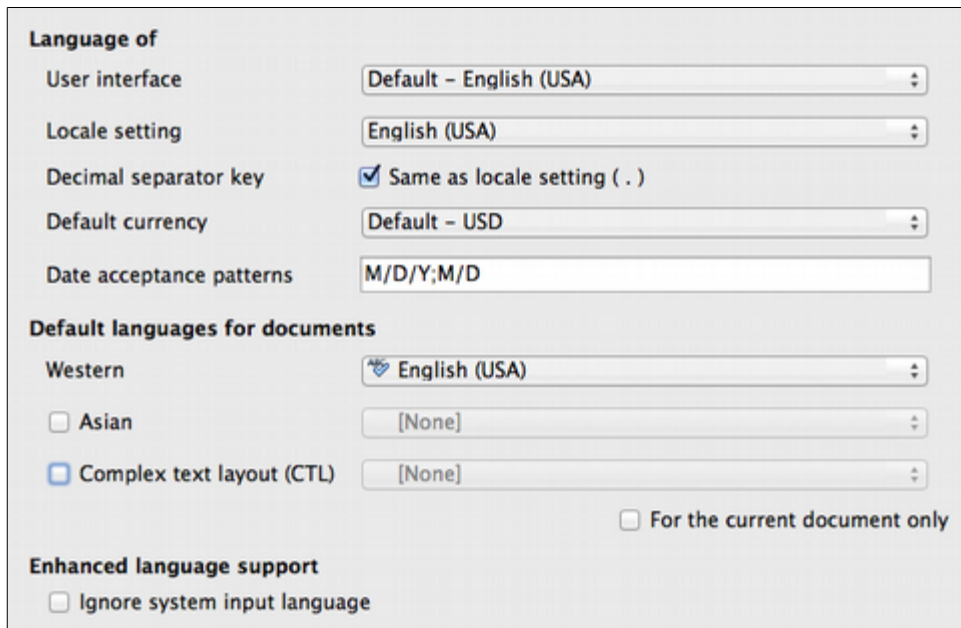 Language of
User interface Default – English (USA)
Locale setting English (USA)
Decimal separator key Same as locale setting ( . )
Default currency Default – USD
Date acceptance patterns M/D/Y;M/D
Default languages for documents
Western ABC English (USA)
Asian [None]
Complex text layout (CTL) [None]
For the current document only
Enhanced language support
Ignore system input language